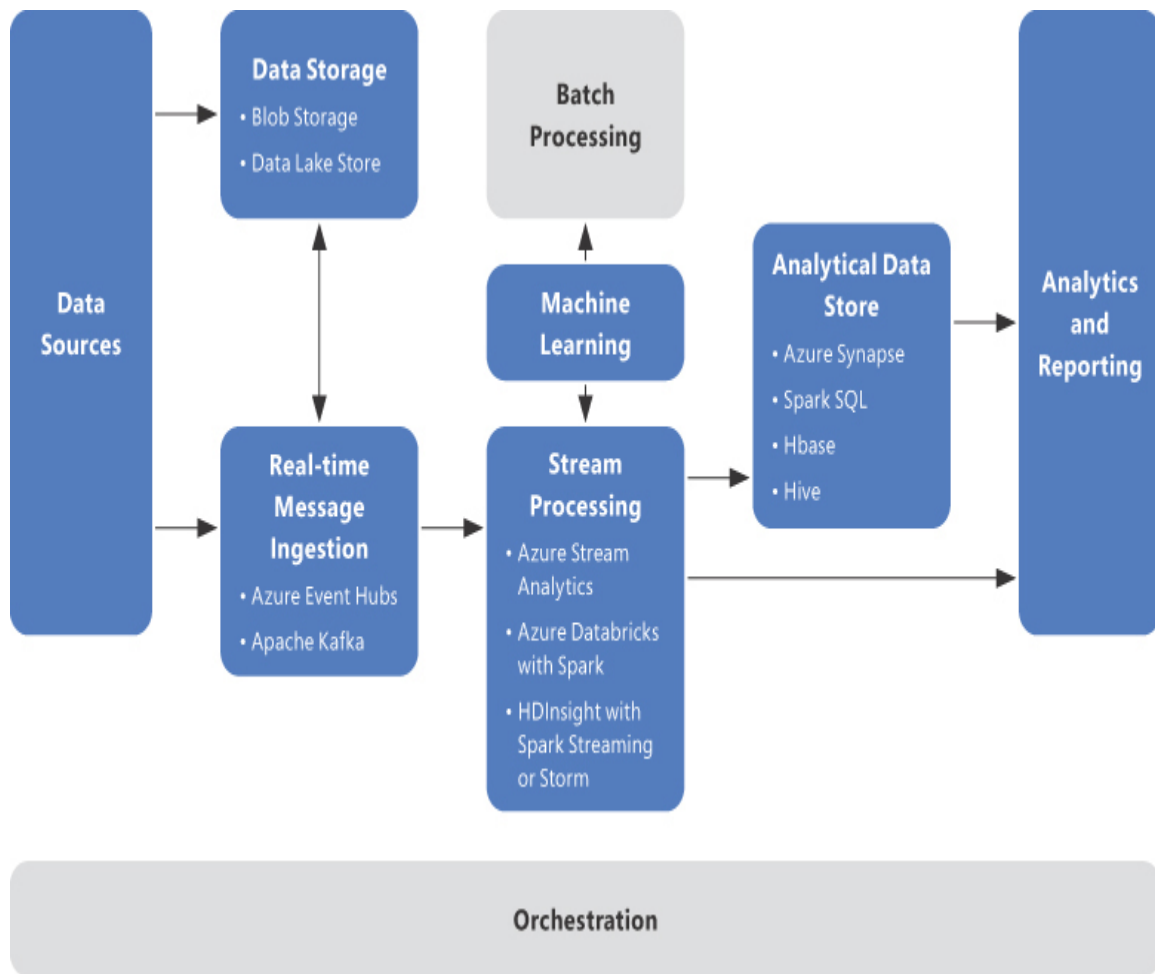 Data
Sources
Data Storage
• Blob Storage
• Data Lake Store
Real-time
Message
Ingestion
• Azure Event Hubs
• Apache Kafka
Batch
Processing
Machine
Learning
Stream
Processing
• Azure Stream
Analytics
• Azure Databricks
with Spark
• HDInsight with
Spark Streaming
or Storm
Analytical Data
Store
• Azure Synapse
• Spark SQL
• Hbase
• Hive
Analytics
and
Reporting
Orchestration